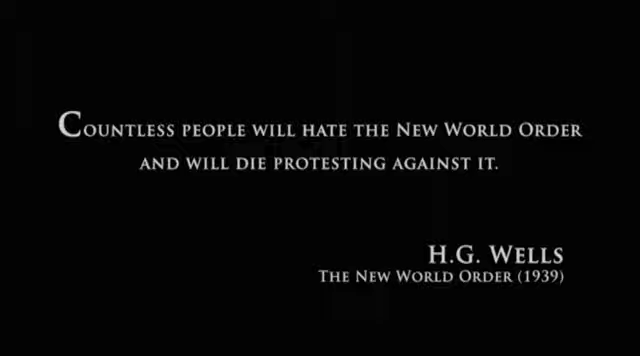 Countless people will hate the New World Order
and will die protesting against it.
H.G. Wells
The New World Order (1939)